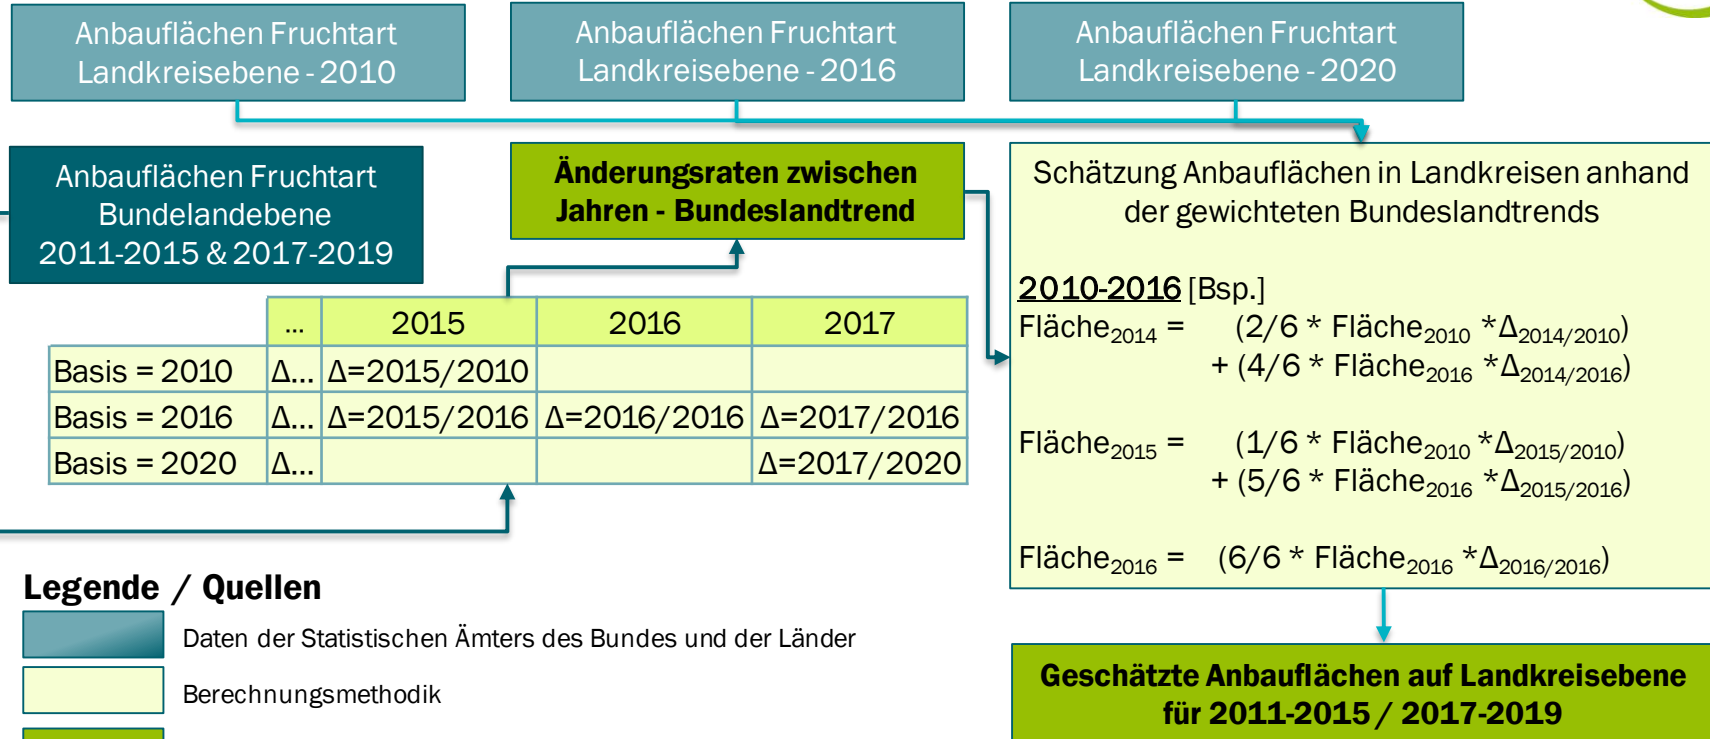 Anbauflächen Fruchtart
Landkreisebene - 2010
Anbauflächen Fruchtart
Landkreisebene - 2016
Anbauflächen Fruchtart
Landkreisebene - 2020
Anbauflächen Fruchtart
Bundelandebene
2011-2015 & 2017-2019
Änderungsraten zwischen
Jahren - Bundeslandtrend
... 2015 2016 2017
Basis = 2010 Δ... Δ=2015/2010
Basis = 2016 Δ... Δ=2015/2016 Δ=2016/2016 Δ=2017/2016
Basis = 2020 Δ... Δ=2017/2020
Schätzung Anbauflächen in Landkreisen anhand
der gewichteten Bundeslandtrends
2010-2016 [Bsp.]
Fläche2014 = (2/6 * Fläche2010 *Δ2014/2010)
+ (4/6 * Fläche2016 *Δ2014/2016)
Fläche2015 = (1/6 * Fläche2010 *Δ2015/2010)
+ (5/6 * Fläche2016 *Δ2015/2016)
Fläche2016 = (6/6 * Fläche2016 *Δ2016/2016)
Geschätzte Anbauflächen auf Landkreisebene
für 2011-2015 / 2017-2019
Legende / Quellen
Daten der Statistischen Ämters des Bundes und der Länder
Berechnungsmethodik